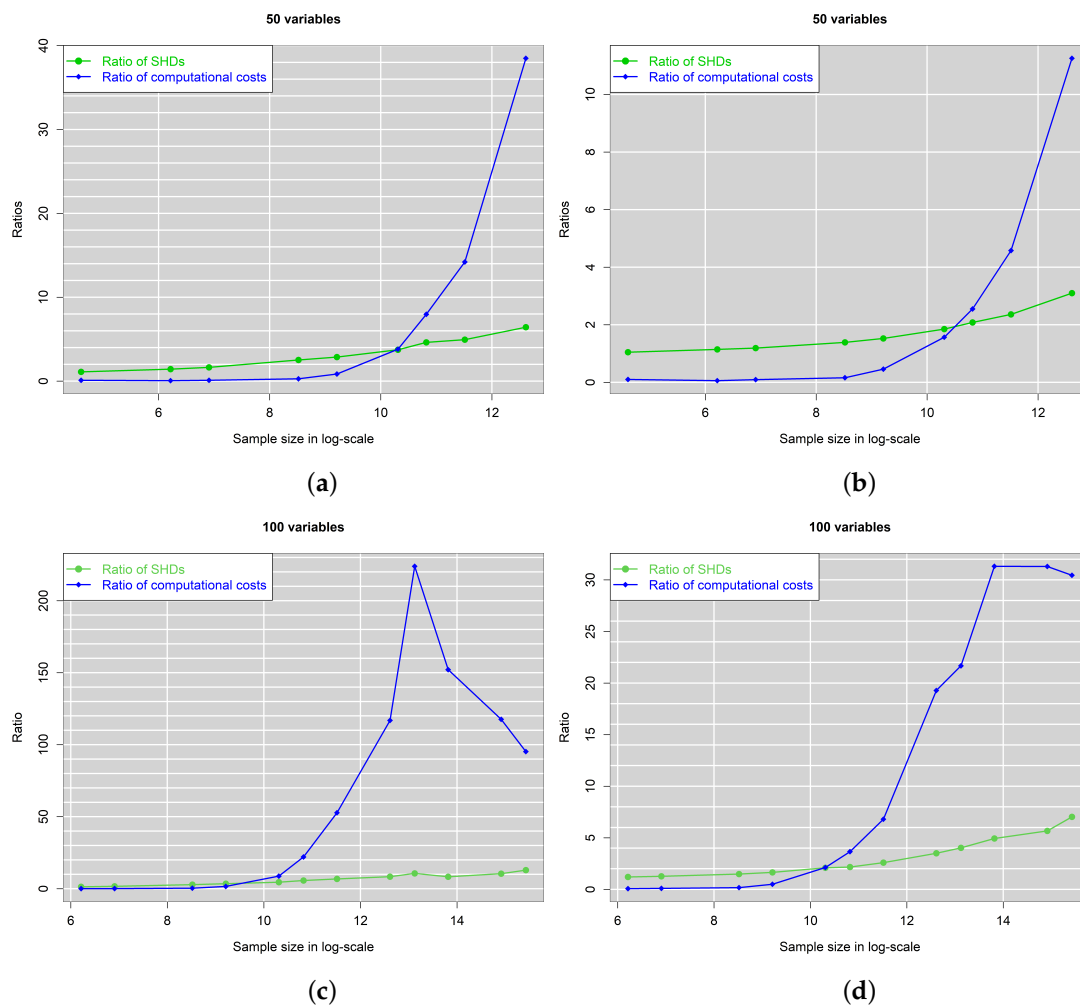 50 variables
Ratio of SHDs
Ratio of computational costs
Ratios
40
30
20
10
0
6 8 10 12
Sample size in log-scale
(a)
50 variables
Ratio of SHDs
Ratio of computational costs
Ratios
10
8
6
4
2
0
6 8 10 12
Sample size in log-scale
(b)
100 variables
Ratio of SHDs
Ratio of computational costs
Ratio
200
150
100
50
0
6 8 10 12 14
Sample size in log-scale
(c)
100 variables
Ratio of SHDs
Ratio of computational costs
Ratio
30
25
20
15
10
5
0
6 8 10 12 14
Sample size in log-scale
(d)